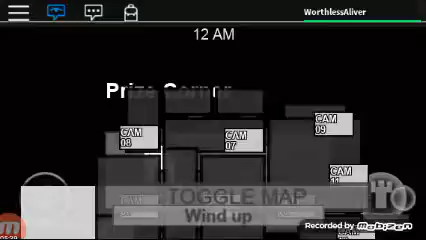 WorthlessAliver
12 AM
Prize Corner
CAM
09
CAM
08
CAM
07
CAM
11
TOGGLE MAP
Wind up
Recorded by Mobizen